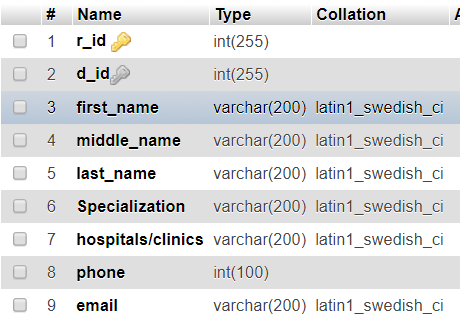 # Name Type Collation
1 r_id int(255)
2 d_id int(255)
3 first_name varchar(200) latin1_swedish_ci
4 middle_name varchar(200) latin1_swedish_ci
5 last_name varchar(200) latin1_swedish_ci
6 Specialization varchar(200) latin1_swedish_ci
7 hospitals/clinics varchar(200) latin1_swedish_ci
8 phone int(100)
9 email varchar(200) latin1_swedish_ci